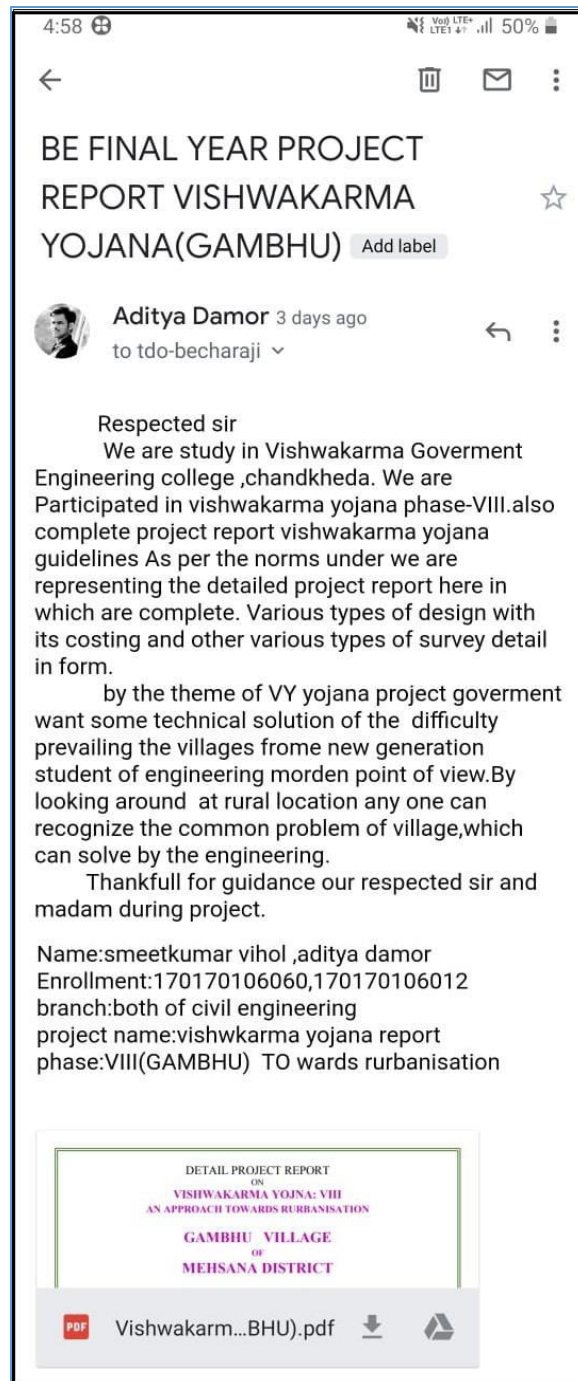 4:58
Vo)) LTE+
LTE1 50%
BE FINAL YEAR PROJECT
REPORT VISHWAKARMA
YOJANA(GAMBHU) Add label
Aditya Damor 3 days ago
to tdo-becharaji
Respected sir
We are study in Vishwakarma Goverment
Engineering college ,chandkheda. We are
Participated in vishwakarma yojana phase-VIII.also
complete project report vishwakarma yojana
guidelines As per the norms under we are
representing the detailed project report here in
which are complete. Various types of design with
its costing and other various types of survey detail
in form.
by the theme of VY yojana project goverment
want some technical solution of the difficulty
prevailing the villages frome new generation
student of engineering morden point of view.By
looking around at rural location any one can
recognize the common problem of village,which
can solve by the engineering.
Thankfull for guidance our respected sir and
madam during project.
Name:smeetkumar vihol ,aditya damor
Enrollment:170170106060,170170106012
branch:both of civil engineering
project name:vishwkarma yojana report
phase:VIII(GAMBHU) TO wards rurbanisation
DETAIL PROJECT REPORT
ON
VISHWAKARMA YOJNA: VIII
AN APPROACH TOWARDS RURBANISATION
GAMBHU VILLAGE
OF
MEHSANA DISTRICT
PDF Vishwakarm...BHU).pdf